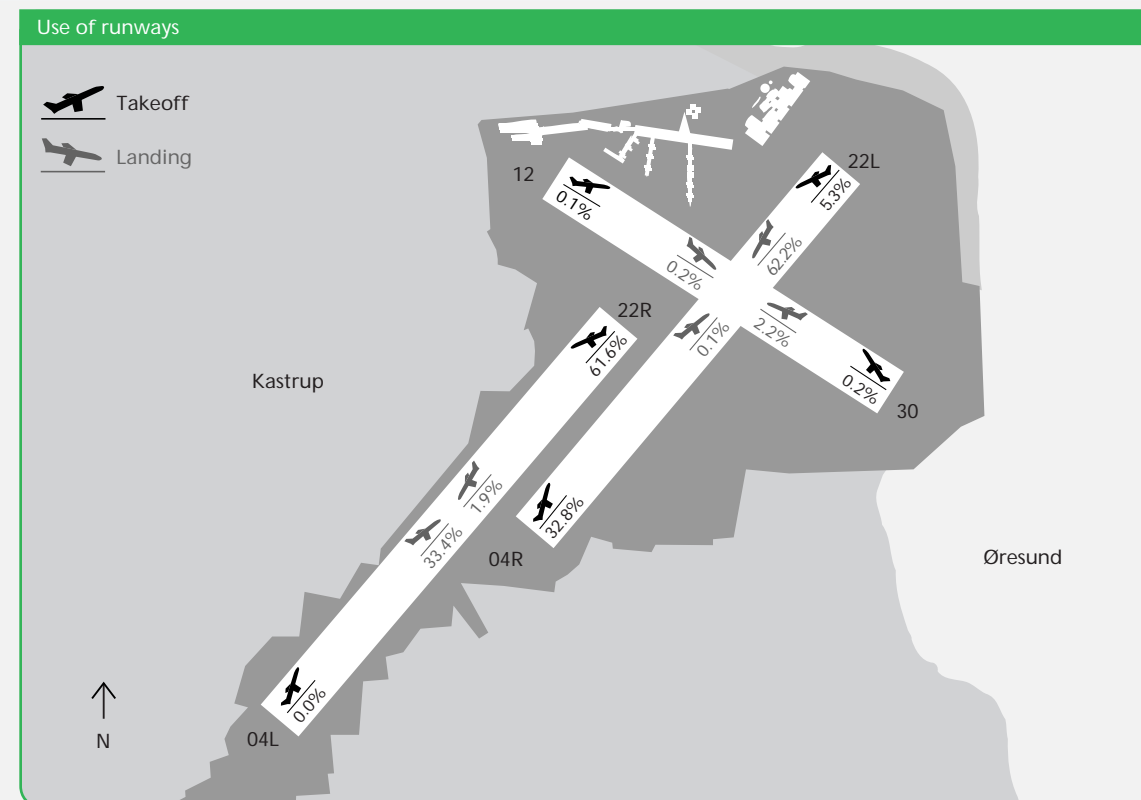 Use of runways
Takeoff
Landing
12
22L
0.1%
5.3%
0.2%
62.2%
22R
0.1%
2.2%
61.6%
0.2%
Kastrup
30
1.9%
32.8%
33.4%
04R
Øresund
0.0%
04L
N